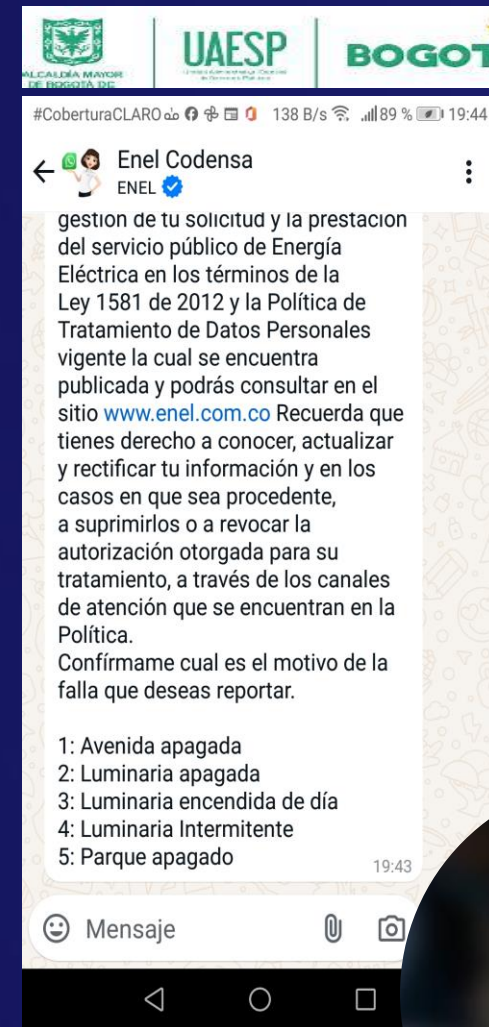 ALCALDÍA MAYOR
DE BOGOTÁ DC
UAESP
BOGOT
#CoberturaCLARO 138 B/s 89 % 19:44
Enel Codensa
ENEL
gestión de tu solicitud y la prestación
del servicio público de Energía
Eléctrica en los términos de la
Ley 1581 de 2012 y la Política de
Tratamiento de Datos Personales
vigente la cual se encuentra
publicada y podrás consultar en el
sitio www.enel.com.co Recuerda que
tienes derecho a conocer, actualizar
y rectificar tu información y en los
casos en que sea procedente,
a suprimirlos o a revocar la
autorización otorgada para su
tratamiento, a través de los canales
de atención que se encuentran en la
Política.
Confírmame cual es el motivo de la
falla que deseas reportar.
1: Avenida apagada
2: Luminaria apagada
3: Luminaria encendida de día
4: Luminaria Intermitente
5: Parque apagado
19:43
Mensaje